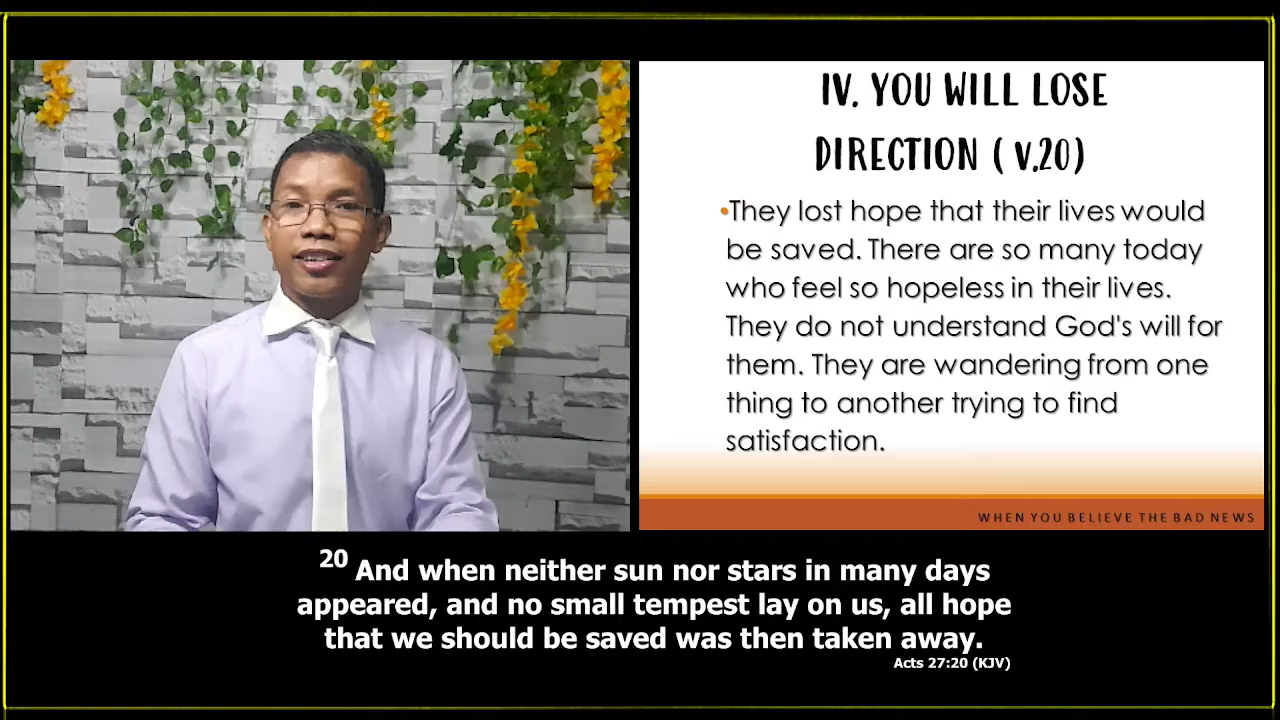 IV. YOU WILL LOSE
DIRECTION ( v.20)
•They lost hope that their lives would
be saved. There are so many today
who feel so hopeless in their lives.
They do not understand God's will for
them. They are wandering from one
thing to another trying to find
satisfaction.
WHEN YOU BELIEVE THE BAD NEWS
20 And when neither sun nor stars in many days
appeared, and no small tempest lay on us, all hope
that we should be saved was then taken away.
Acts 27:20 (KJV)